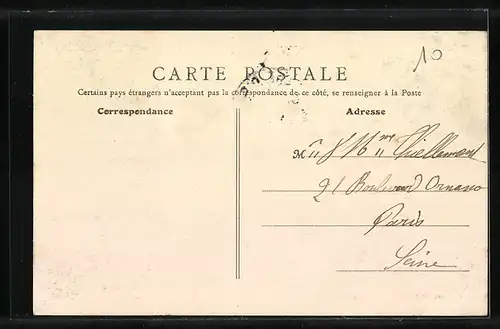 10
CARTE POSTALE
Certains pays étrangers n'acceptant pas la correspondance de ce côté, se renseigner à la Poste
Correspondance
Adresse
M
21 Boulevard Ornano
Paris
Seine